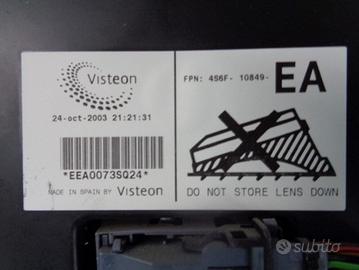 Visteon
24-oct-2003 21:21:31
*EEA0073SQ24*
MADE IN SPAIN BY Visteon
FPN: 4S6F- 10849- EA
DO NOT STORE LENS DOWN
subito